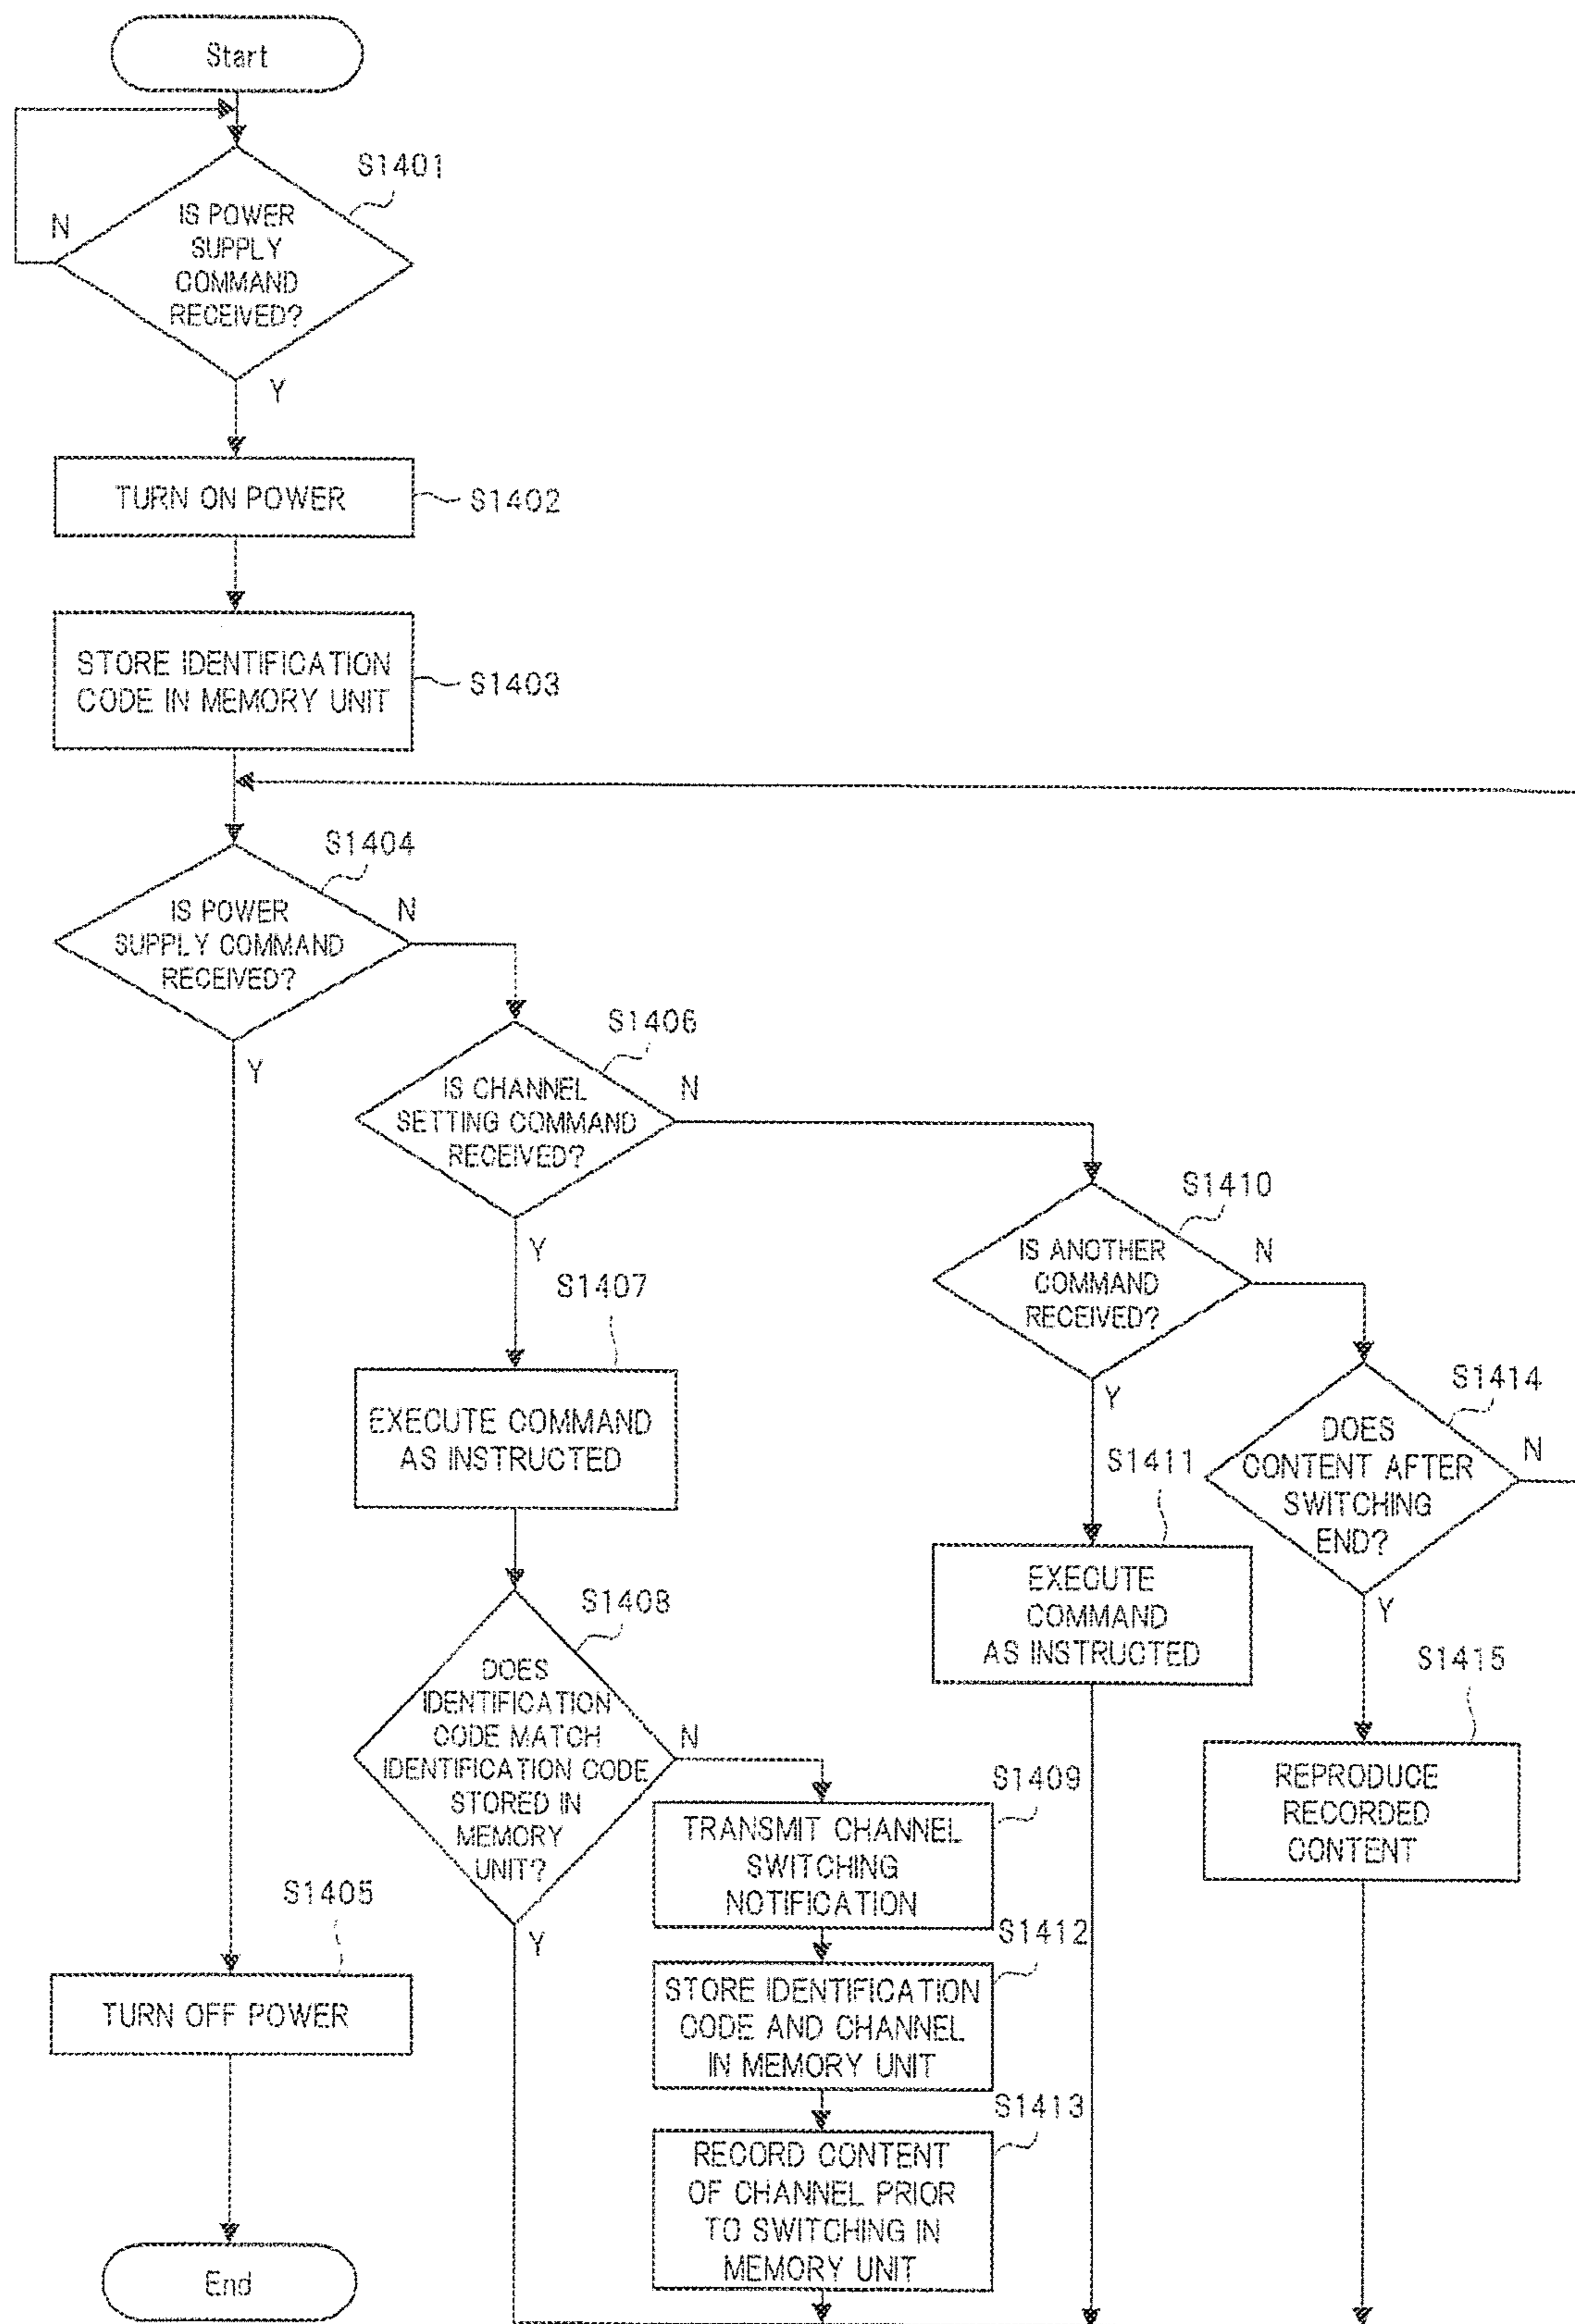 Start
S1401
N
IS POWER
SUPPLY
COMMAND
RECEIVED?
Y
TURN ON POWER
S1402
STORE IDENTIFICATION
CODE IN MEMORY UNIT
S1403
S1404
IS POWER
SUPPLY COMMAND
RECEIVED?
N
Y
S1406
IS CHANNEL
SETTING COMMAND
RECEIVED?
N
Y
S1407
EXECUTE COMMAND
AS INSTRUCTED
S1408
DOES
IDENTIFICATION
CODE MATCH
IDENTIFICATION CODE
STORED IN
MEMORY
UNIT?
N
Y
S1409
TRANSMIT CHANNEL
SWITCHING
NOTIFICATION
S1412
STORE IDENTIFICATION
CODE AND CHANNEL
IN MEMORY UNIT
S1413
RECORD CONTENT
OF CHANNEL PRIOR
TO SWITCHING IN
MEMORY UNIT
S1410
IS ANOTHER
COMMAND
RECEIVED?
N
Y
S1411
EXECUTE
COMMAND
AS INSTRUCTED
S1414
DOES
CONTENT AFTER
SWITCHING
END?
N
Y
S1415
REPRODUCE
RECORDED
CONTENT
S1405
TURN OFF POWER
End